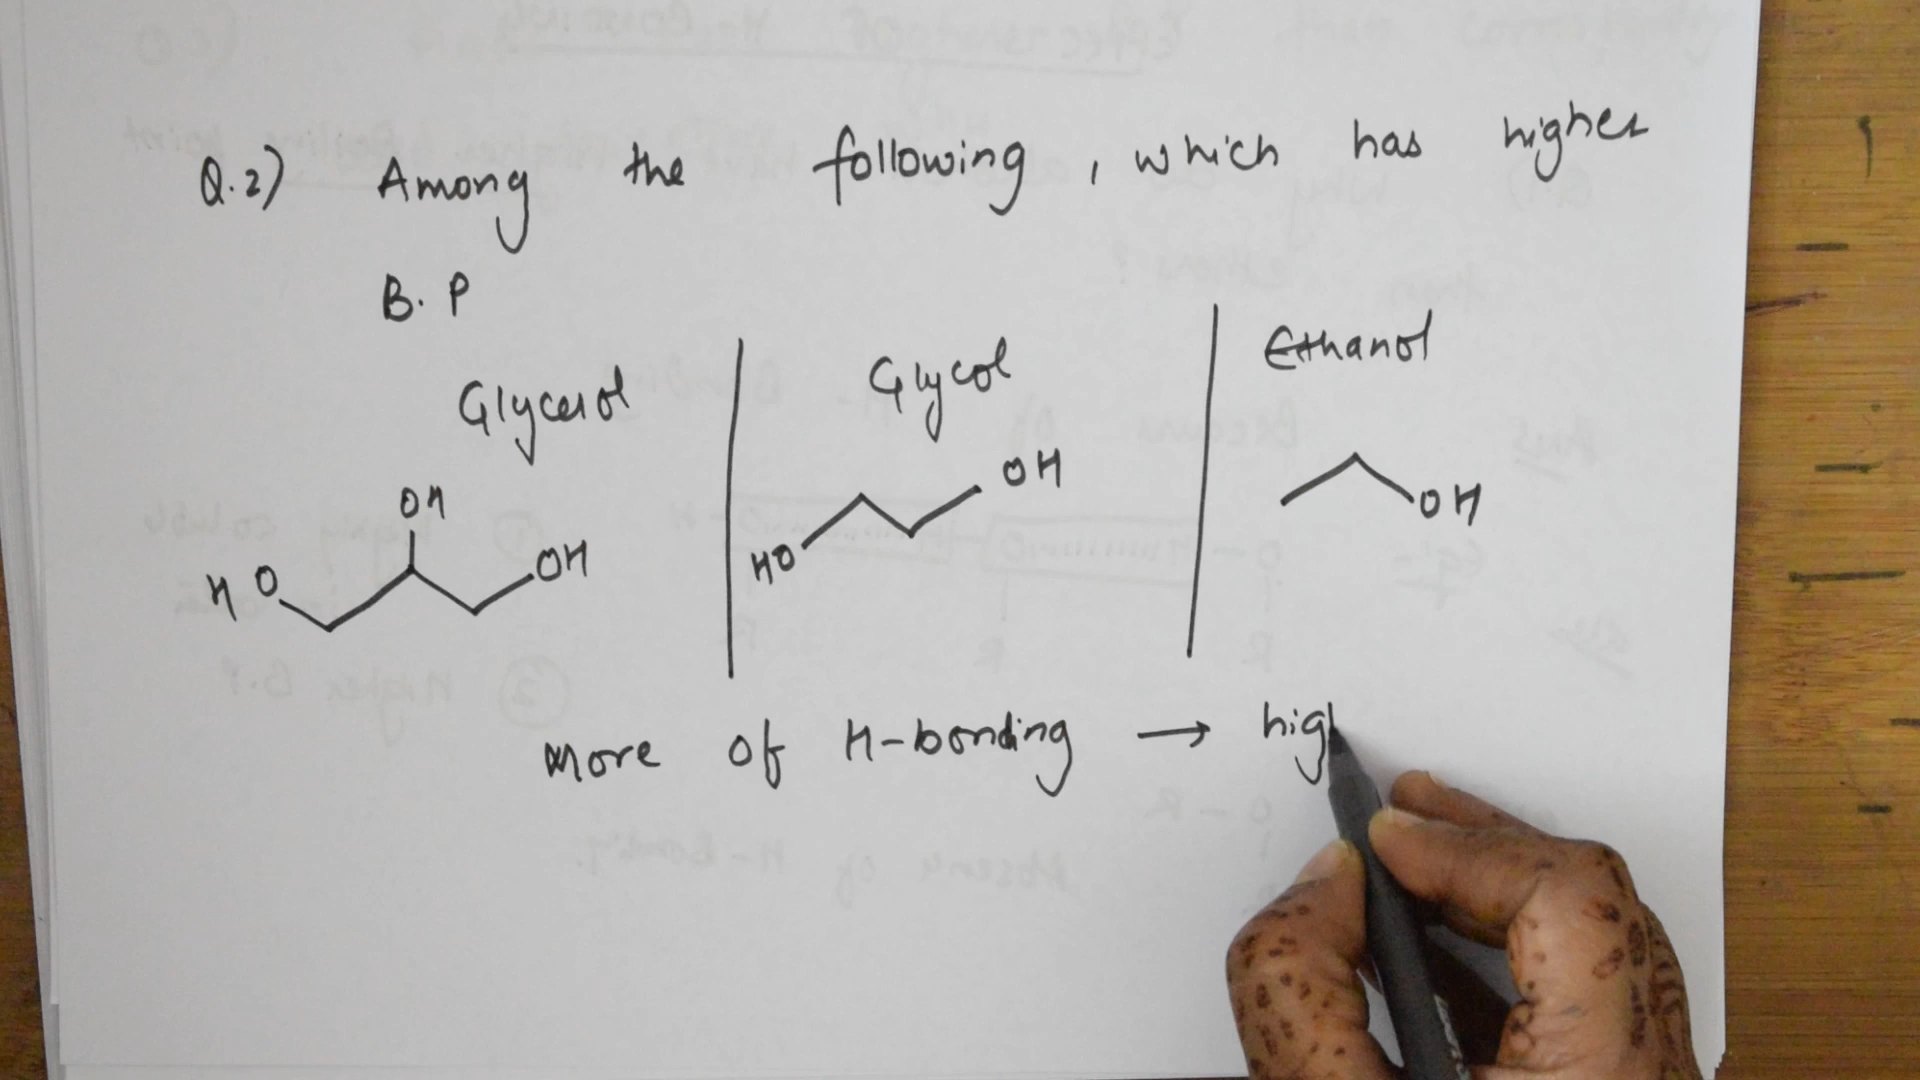 Q.2) Among the following, which has higher
B.P
Glycerol
Glycol
Ethanol
OH
HO
OH
OH
HO
OH
more of H-bonding → hig